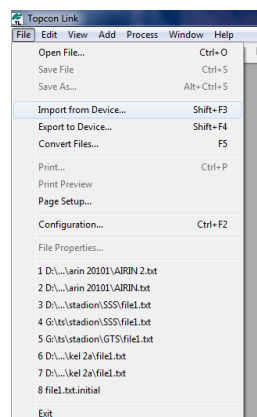 Topcon Link
File Edit View Add Process Window Help
Open File... Ctrl+O
Save File Ctrl+S
Save As... Alt+Ctrl+S
Import from Device... Shift+F3
Export to Device... Shift+F4
Convert Files... F5
Print... Ctrl+P
Print Preview
Page Setup...
Configuration... Ctrl+F2
File Properties...
1 D:\...\arin 20101\AIRIN 2.txt
2 D:\...\arin 20101\AIRIN.txt
3 D:\...\stadion\SSS\file1.txt
4 G:\ts\stadion\SSS\file1.txt
5 G:\ts\stadion\GTS\file1.txt
6 D:\...\kel 2a\file1.txt
7 D:\...\kel 2a\file1.txt
8 file1.txt.initial
Exit